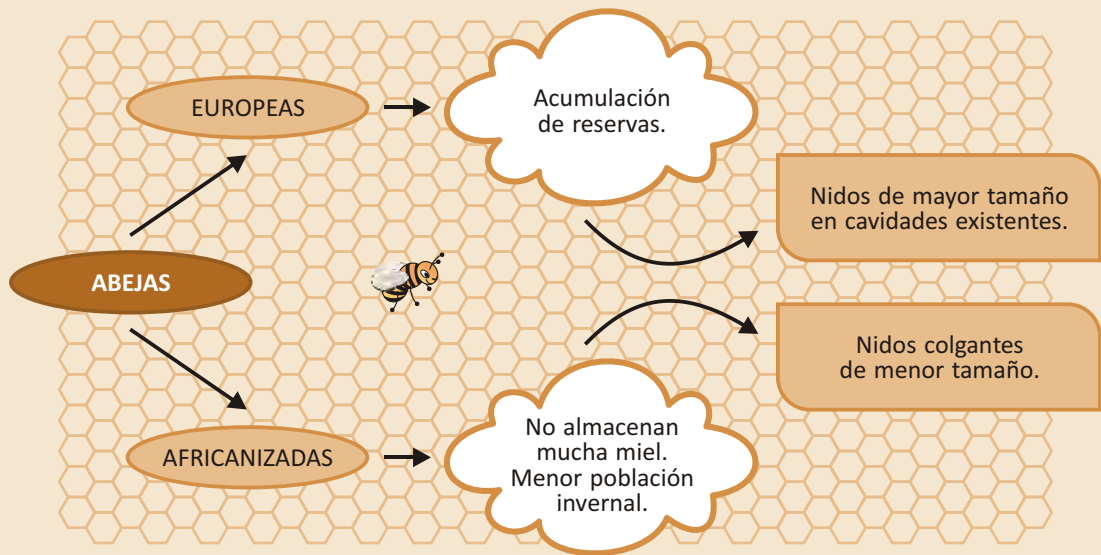 ABEJAS
EUROPEAS
Acumulación
de reservas.
Nidos de mayor tamaño
en cavidades existentes.
AFRICANIZADAS
No almacenan
mucha miel.
Menor población
invernal.
Nidos colgantes
de menor tamaño.